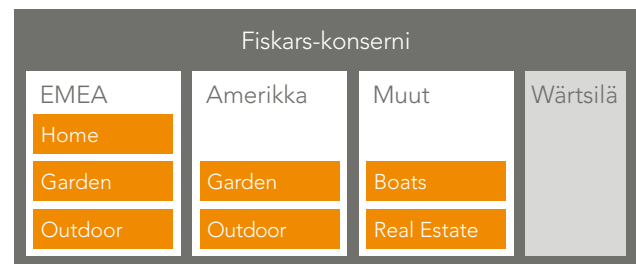 Fiskars-konserni
EMEA
Home
Garden
Outdoor
Amerikka
Garden
Outdoor
Muut
Boats
Real Estate
Wärtsilä